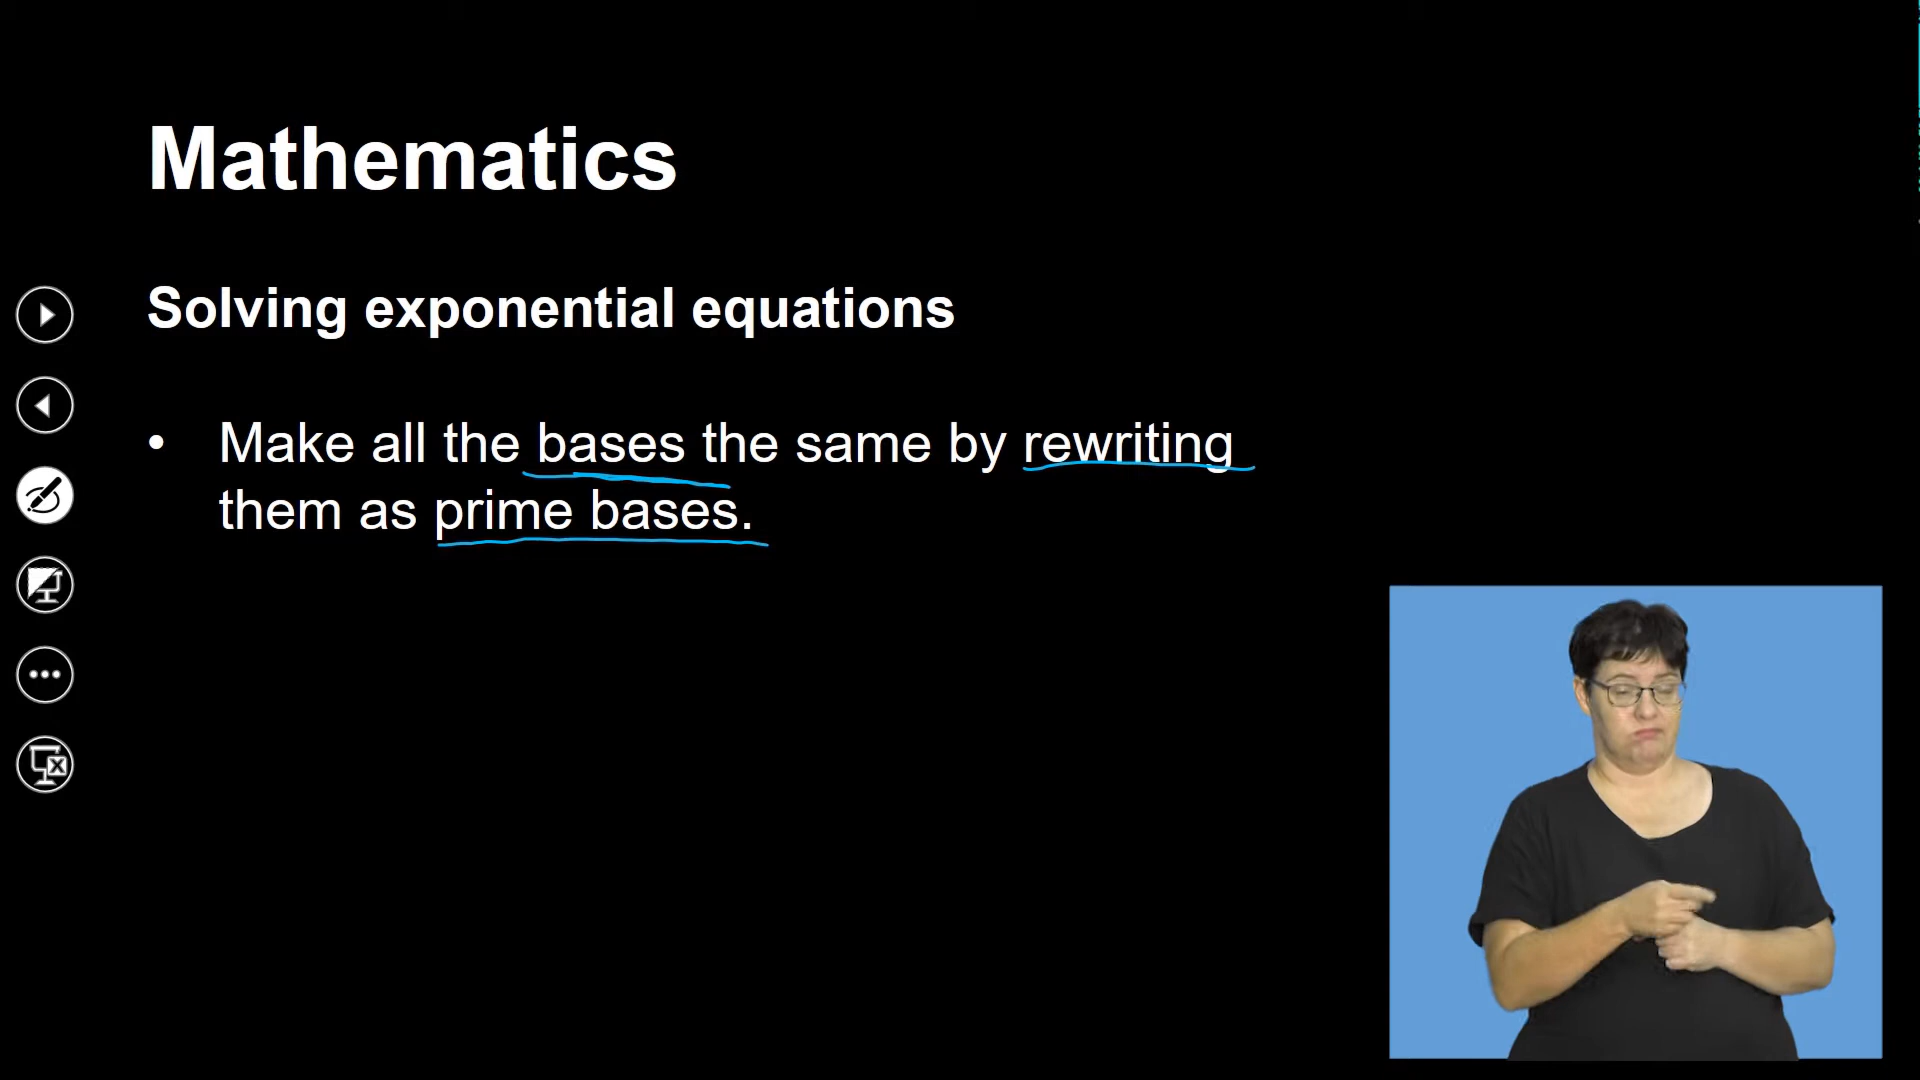 Mathematics
Solving exponential equations
• Make all the bases the same by rewriting
them as prime bases.